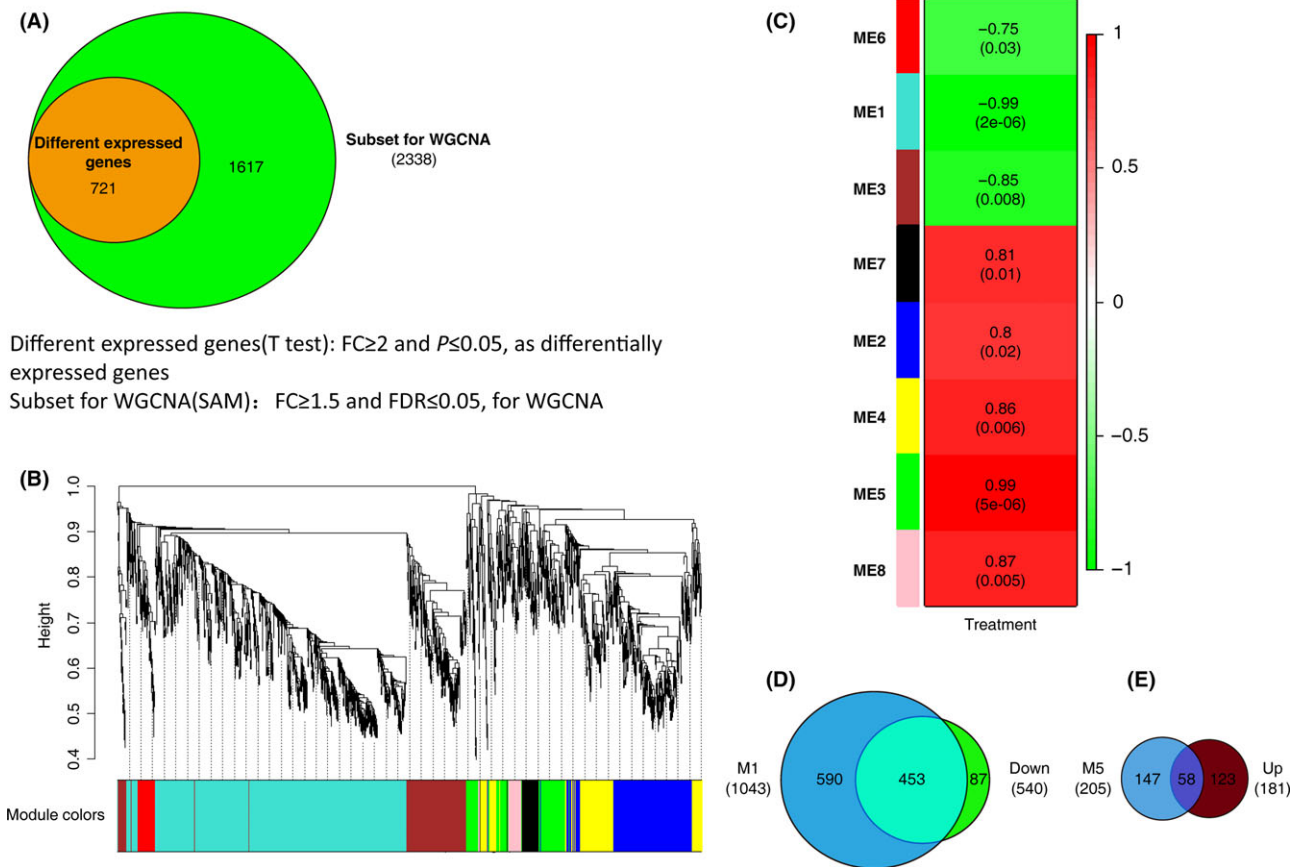 (A)
Different expressed
genes
721
1617
Subset for WGCNA
(2338)
Different expressed genes(T test): FC≥2 and P≤0.05, as differentially
expressed genes
Subset for WGCNA(SAM)： FC≥1.5 and FDR≤0.05, for WGCNA
(B)
Height
1.0
0.9
0.8
0.7
0.6
0.5
0.4
Module colors
(C)
ME6
−0.75
(0.03)
ME1
−0.99
(2e-06)
ME3
−0.85
(0.008)
ME7
0.81
(0.01)
ME2
0.8
(0.02)
ME4
0.86
(0.006)
ME5
0.99
(5e-06)
ME8
0.87
(0.005)
Treatment
1
0.5
0
−0.5
−1
(D)
M1
(1043)
590
453
87
Down
(540)
(E)
M5
(205)
147
58
123
Up
(181)